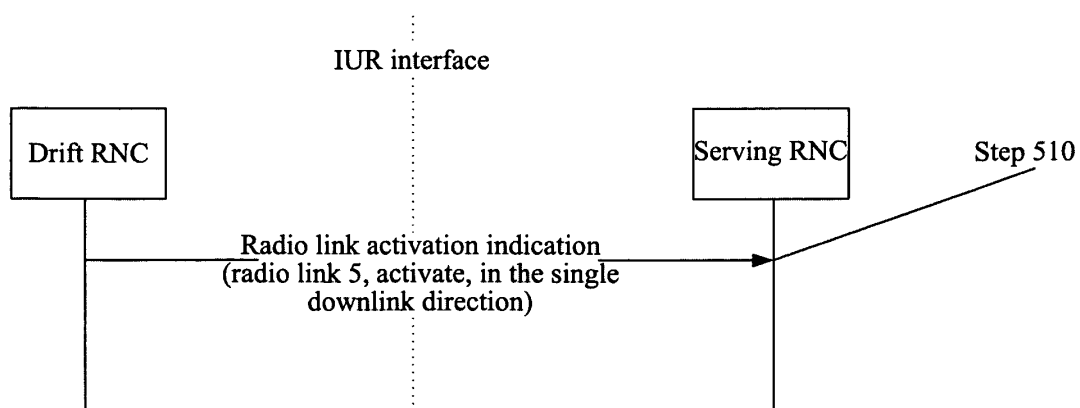 IUR interface
Drift RNC
Serving RNC
Step 510
Radio link activation indication
(radio link 5, activate, in the single
downlink direction)